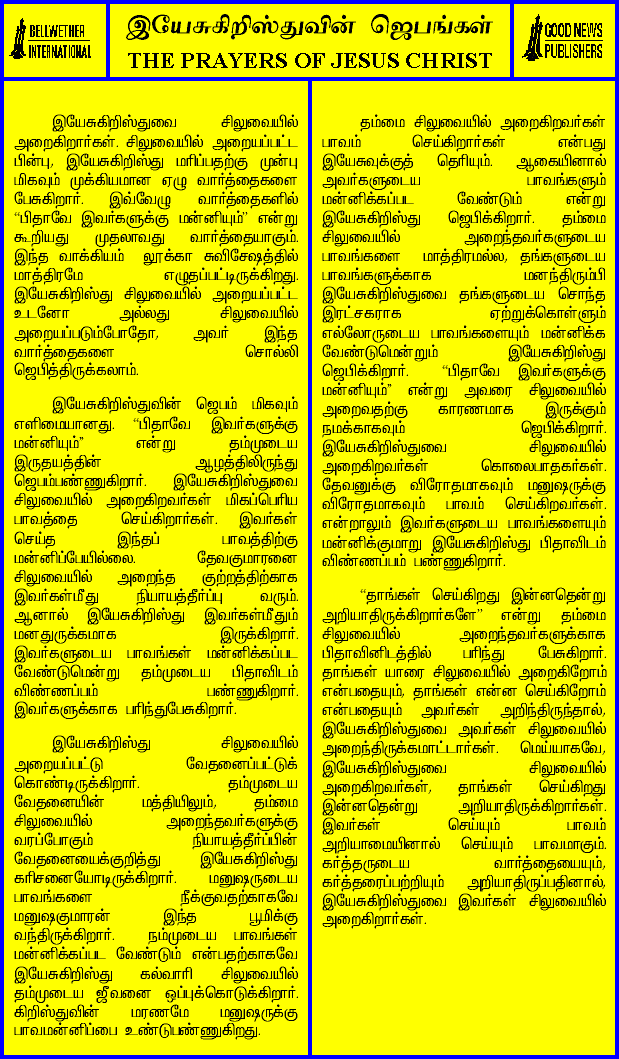 BELLWETHER
INTERNATIONAL
இயேசுகிறிஸ்துவின் ஜெபங்கள்
THE PRAYERS OF JESUS CHRIST
GOOD NEWS
PUBLISHERS
இயேசுகிறிஸ்துவை சிலுவையில்
அறைகிறார்கள். சிலுவையில் அறையப்பட்ட
பின்பு, இயேசுகிறிஸ்து மரிப்பதற்கு முன்பு
மிகவும் முக்கியமான ஏழு வார்த்தைகளை
பேசுகிறார். இவ்வேழு வார்த்தைகளில்
“பிதாவே இவர்களுக்கு மன்னியும்” என்று
கூறியது முதலாவது வார்த்தையாகும்.
இந்த வாக்கியம் லூக்கா சுவிசேஷத்தில்
மாத்திரமே எழுதப்பட்டிருக்கிறது.
இயேசுகிறிஸ்து சிலுவையில் அறையப்பட்ட
உடனோ அல்லது சிலுவையில்
அறையப்படும்போதோ, அவர் இந்த
வார்த்தைகளை சொல்லி
ஜெபித்திருக்கலாம்.
இயேசுகிறிஸ்துவின் ஜெபம் மிகவும்
எளிமையானது. “பிதாவே இவர்களுக்கு
மன்னியும்” என்று தம்முடைய
இருதயத்தின் ஆழத்திலிருந்து
ஜெபம்பண்ணுகிறார். இயேசுகிறிஸ்துவை
சிலுவையில் அறைகிறவர்கள் மிகப்பெரிய
பாவத்தை செய்கிறார்கள். இவர்கள்
செய்த இந்தப் பாவத்திற்கு
மன்னிப்பேயில்லை. தேவகுமாரனை
சிலுவையில் அறைந்த குற்றத்திற்காக
இவர்கள்மீது நியாயத்தீர்ப்பு வரும்.
ஆனால் இயேசுகிறிஸ்து இவர்கள்மீதும்
மனதுருக்கமாக இருக்கிறார்.
இவர்களுடைய பாவங்கள் மன்னிக்கப்பட
வேண்டுமென்று தம்முடைய பிதாவிடம்
விண்ணப்பம் பண்ணுகிறார்.
இவர்களுக்காக பரிந்துபேசுகிறார்.
இயேசுகிறிஸ்து சிலுவையில்
அறையப்பட்டு வேதனைப்பட்டுக்
கொண்டிருக்கிறார். தம்முடைய
வேதனையின் மத்தியிலும், தம்மை
சிலுவையில் அறைந்தவர்களுக்கு
வரப்போகும் நியாயத்தீர்ப்பின்
வேதனையைக்குறித்து இயேசுகிறிஸ்து
கரிசனையோடிருக்கிறார். மனுஷருடைய
பாவங்களை நீக்குவதற்காகவே
மனுஷகுமாரன் இந்த பூமிக்கு
வந்திருக்கிறார். நம்முடைய பாவங்கள்
மன்னிக்கப்பட வேண்டும் என்பதற்காகவே
இயேசுகிறிஸ்து கல்வாரி சிலுவையில்
தம்முடைய ஜீவனை ஒப்புக்கொடுக்கிறார்.
கிறிஸ்துவின் மரணமே மனுஷருக்கு
பாவமன்னிப்பை உண்டுபண்ணுகிறது.
தம்மை சிலுவையில் அறைகிறவர்கள்
பாவம் செய்கிறார்கள் என்பது
இயேசுவுக்குத் தெரியும். ஆகையினால்
அவர்களுடைய பாவங்களும்
மன்னிக்கப்பட வேண்டும் என்று
இயேசுகிறிஸ்து ஜெபிக்கிறார். தம்மை
சிலுவையில் அறைந்தவர்களுடைய
பாவங்களை மாத்திரமல்ல, தங்களுடைய
பாவங்களுக்காக மனந்திரும்பி
இயேசுகிறிஸ்துவை தங்களுடைய சொந்த
இரட்சகராக ஏற்றுக்கொள்ளும்
எல்லோருடைய பாவங்களையும் மன்னிக்க
வேண்டுமென்றும் இயேசுகிறிஸ்து
ஜெபிக்கிறார். “பிதாவே இவர்களுக்கு
மன்னியும்” என்று அவரை சிலுவையில்
அறைவதற்கு காரணமாக இருக்கும்
நமக்காகவும் ஜெபிக்கிறார்.
இயேசுகிறிஸ்துவை சிலுவையில்
அறைகிறவர்கள் கொலைபாதகர்கள்.
தேவனுக்கு விரோதமாகவும் மனுஷருக்கு
விரோதமாகவும் பாவம் செய்கிறவர்கள்.
என்றாலும் இவர்களுடைய பாவங்களையும்
மன்னிக்குமாறு இயேசுகிறிஸ்து பிதாவிடம்
விண்ணப்பம் பண்ணுகிறார்.
“தாங்கள் செய்கிறது இன்னதென்று
அறியாதிருக்கிறார்களே” என்று தம்மை
சிலுவையில் அறைந்தவர்களுக்காக
பிதாவினிடத்தில் பரிந்து பேசுகிறார்.
தாங்கள் யாரை சிலுவையில் அறைகிறோம்
என்பதையும், தாங்கள் என்ன செய்கிறோம்
என்பதையும் அவர்கள் அறிந்திருந்தால்,
இயேசுகிறிஸ்துவை அவர்கள் சிலுவையில்
அறைந்திருக்கமாட்டார்கள். மெய்யாகவே,
இயேசுகிறிஸ்துவை சிலுவையில்
அறைகிறவர்கள், தாங்கள் செய்கிறது
இன்னதென்று அறியாதிருக்கிறார்கள்.
இவர்கள் செய்யும் பாவம்
அறியாமையினால் செய்யும் பாவமாகும்.
கர்த்தருடைய வார்த்தையையும்,
கர்த்தரைப்பற்றியும் அறியாதிருப்பதினால்,
இயேசுகிறிஸ்துவை இவர்கள் சிலுவையில்
அறைகிறார்கள்.